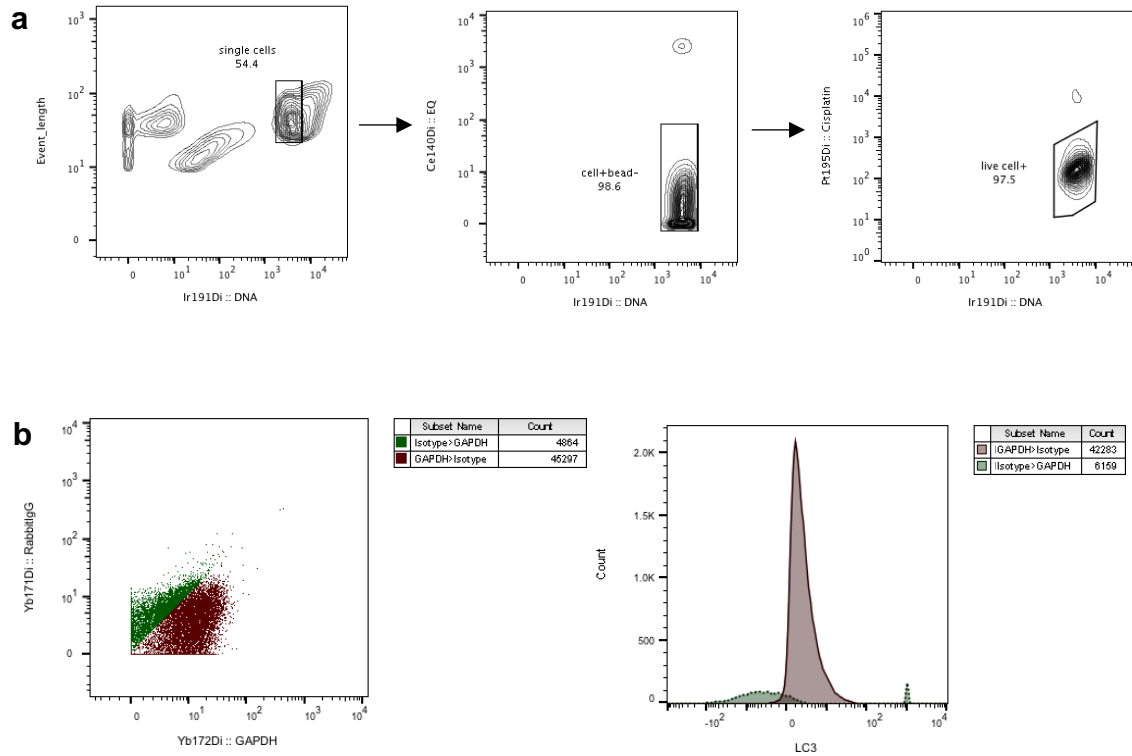 a
10³
10²
10¹
0
Event_length
single cells
54.4
0 10¹ 10² 10³ 10⁴
Ir191Di :: DNA
10⁴
10³
10²
10¹
0
Ce140Di :: EQ
cell+bead-
98.6
0 10¹ 10² 10³ 10⁴
Ir191Di :: DNA
10⁶
10⁵
10⁴
10³
10²
10¹
10⁰
Pt195Di :: Cisplatin
live cell+
97.5
0 10¹ 10² 10³ 10⁴
Ir191Di :: DNA
b
10⁴
10³
10²
10¹
0
Yb171Di :: RabbitIgG
0 10¹ 10² 10³ 10⁴
Yb172Di :: GAPDH
Subset Name Count
Isotype>GAPDH 4864
GAPDH>Isotype 45297
2.0K
1.5K
1.0K
500
0
Count
-10² 0 10² 10⁴
LC3
Subset Name Count
GAPDH>Isotype 42283
Isotype>GAPDH 6159